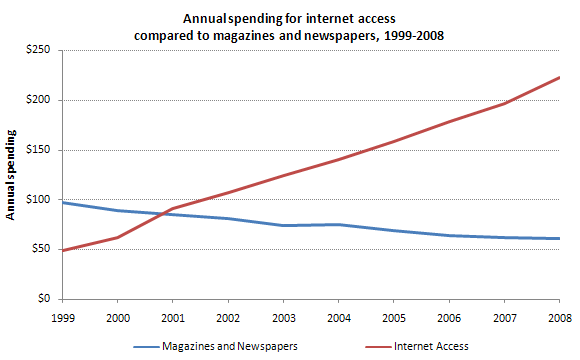 Annual spending for internet access
compared to magazines and newspapers, 1999-2008
$250
$200
$150
$100
$50
$0
Annual spending
1999 2000 2001 2002 2003 2004 2005 2006 2007 2008
Magazines and Newspapers Internet Access